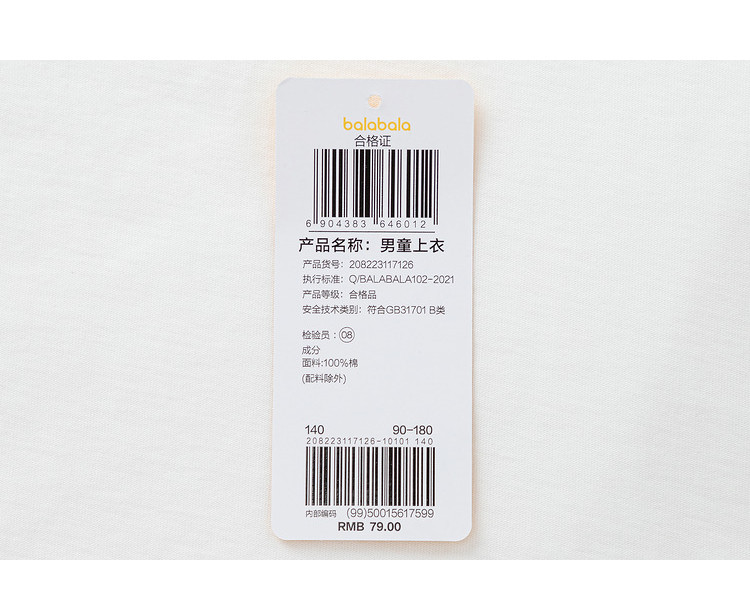 balabala
合格证
6 904383 646012
产品名称：男童上衣
产品货号：208223117126
执行标准：Q/BALABALA102-2021
产品等级：合格品
安全技术类别：符合GB31701 B类
检验员：08
成分
面料:100%棉
(配料除外)
140 90-180
208223117126-10101 140
内部编码 (99)50015617599
RMB 79.00